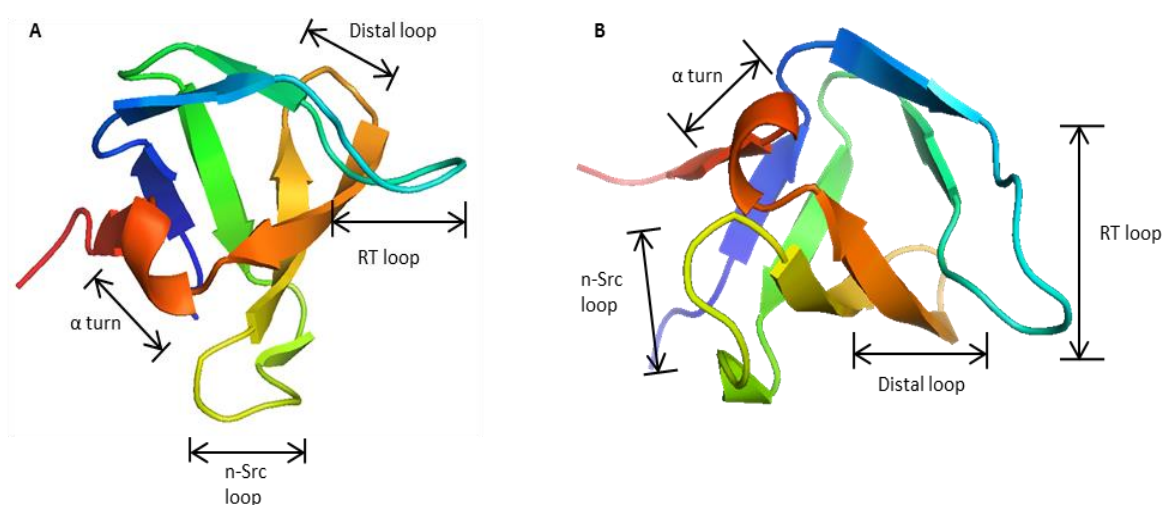 A
Distal loop
RT loop
α turn
n-Src
loop
B
α turn
n-Src
loop
RT loop
Distal loop